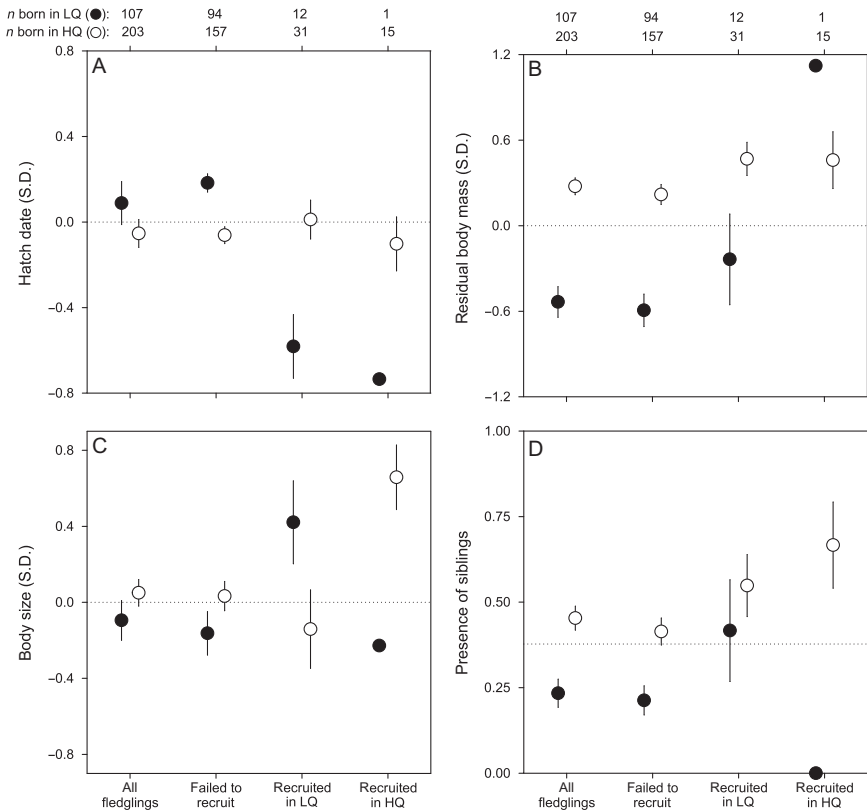 n born in LQ (●): 107 94 12 1 107 94 12 1
n born in HQ (○): 203 157 31 15 203 157 31 15
A
0.8
0.4
0.0
−0.4
−0.8
Hatch date (S.D.)
B
1.2
0.6
0.0
−0.6
−1.2
Residual body mass (S.D.)
C
0.8
0.4
0.0
−0.4
−0.8
Body size (S.D.)
All fledglings
Failed to recruit
Recruited in LQ
Recruited in HQ
D
1.00
0.75
0.50
0.25
0.00
Presence of siblings
All fledglings
Failed to recruit
Recruited in LQ
Recruited in HQ